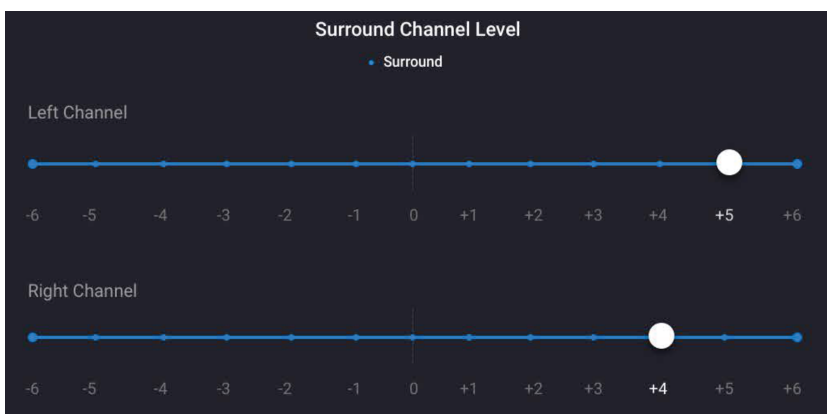 Surround Channel Level
Surround
Left Channel
-6 -5 -4 -3 -2 -1 0 +1 +2 +3 +4 +5 +6
Right Channel
-6 -5 -4 -3 -2 -1 0 +1 +2 +3 +4 +5 +6